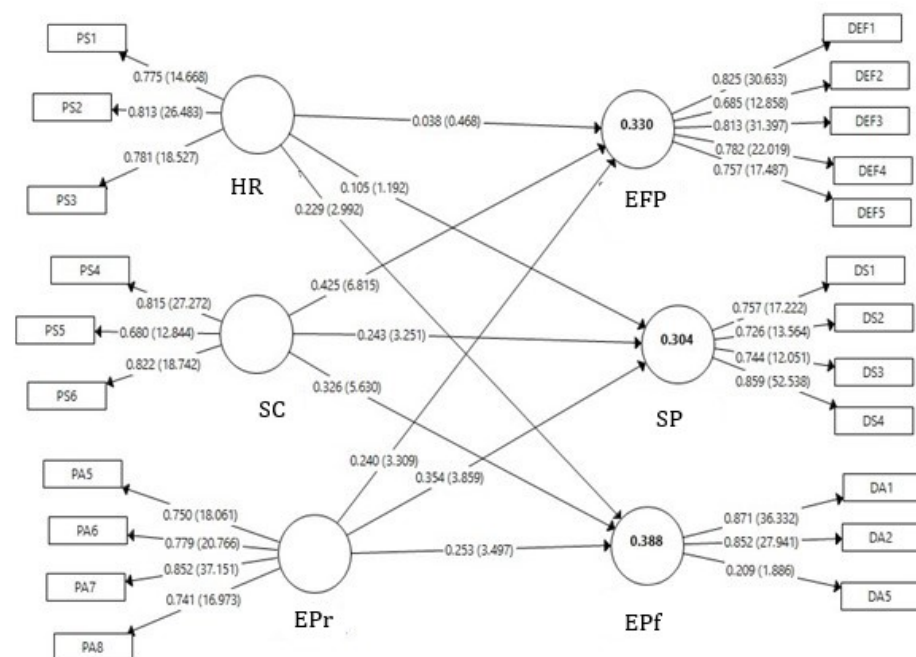 PS1
0.775 (14.668)
PS2
0.813 (26.483)
0.781 (18.527)
PS3
HR
0.038 (0.468)
0.105 (1.192)
0.229 (2.992)
0.330
EFP
DEF1
0.825 (30.633)
DEF2
0.685 (12.858)
DEF3
0.813 (31.397)
0.782 (22.019)
DEF4
0.757 (17.487)
DEF5
PS4
0.815 (27.272)
PS5
0.680 (12.844)
0.822 (18.742)
PS6
SC
0.425 (6.815)
0.243 (3.251)
0.326 (5.630)
0.304
SP
DS1
0.757 (17.222)
DS2
0.726 (13.564)
0.744 (12.051)
DS3
0.859 (52.538)
DS4
PA5
0.750 (18.061)
PA6
0.779 (20.766)
PA7
0.852 (37.151)
0.741 (16.973)
PA8
EPr
0.240 (3.309)
0.354 (3.859)
0.253 (3.497)
0.388
EPf
DA1
0.871 (36.332)
DA2
0.852 (27.941)
0.209 (1.886)
DA5